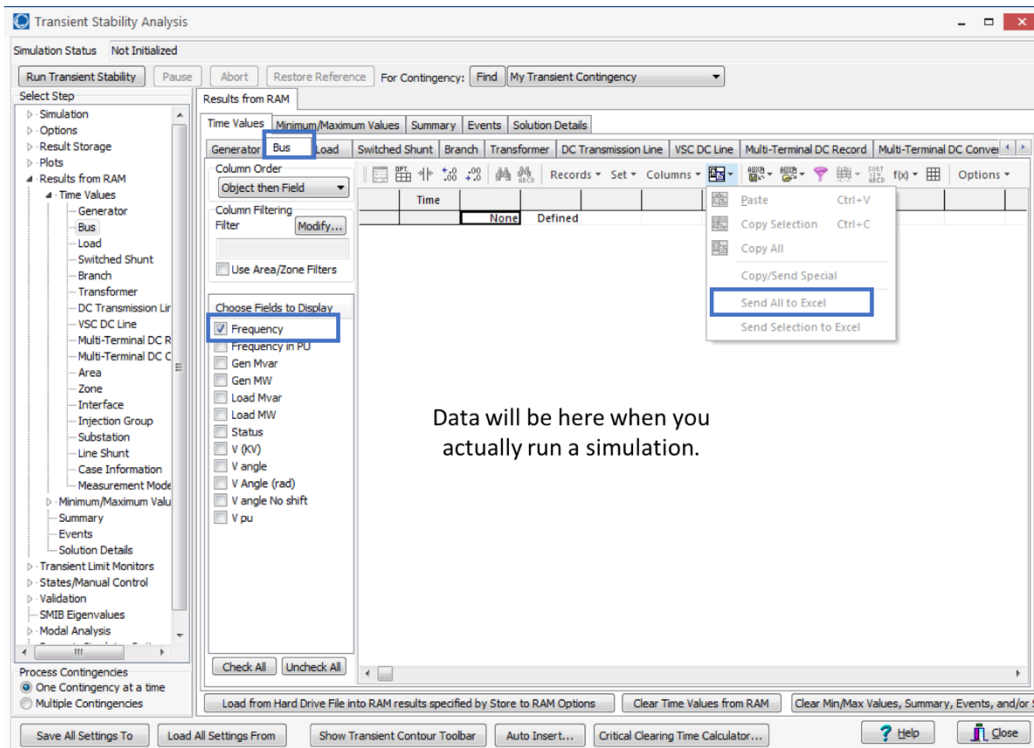 Transient Stability Analysis
Simulation Status Not Initialized
Run Transient Stability Pause Abort Restore Reference For Contingency: Find My Transient Contingency
Select Step
Simulation
Options
Result Storage
Plots
Results from RAM
Time Values
Generator
Bus
Load
Switched Shunt
Branch
Transformer
DC Transmission Lir
VSC DC Line
Multi-Terminal DC R
Multi-Terminal DC C
Area
Zone
Interface
Injection Group
Substation
Line Shunt
Case Information
Measurement Mode
Minimum/Maximum Valu
Summary
Events
Solution Details
Transient Limit Monitors
States/Manual Control
Validation
SMIB Eigenvalues
Modal Analysis
Process Contingencies
One Contingency at a time
Multiple Contingencies
Results from RAM
Time Values Minimum/Maximum Values Summary Events Solution Details
Generator Bus Load Switched Shunt Branch Transformer DC Transmission Line VSC DC Line Multi-Terminal DC Record Multi-Terminal DC Conver
Column Order
Object then Field
Column Filtering
Filter Modify...
Use Area/Zone Filters
Choose Fields to Display
Frequency
Frequency in PU
Gen Mvar
Gen MW
Load Mvar
Load MW
Status
V (KV)
V angle
V Angle (rad)
V angle No shift
V pu
Check All Uncheck All
Records Set Columns f(x) Options
Time
None Defined
Paste Ctrl+V
Copy Selection Ctrl+C
Copy All
Copy/Send Special
Send All to Excel
Send Selection to Excel
Data will be here when you
actually run a simulation.
Load from Hard Drive File into RAM results specified by Store to RAM Options Clear Time Values from RAM Clear Min/Max Values, Summary, Events, and/or
Save All Settings To Load All Settings From Show Transient Contour Toolbar Auto Insert... Critical Clearing Time Calculator... Help Close